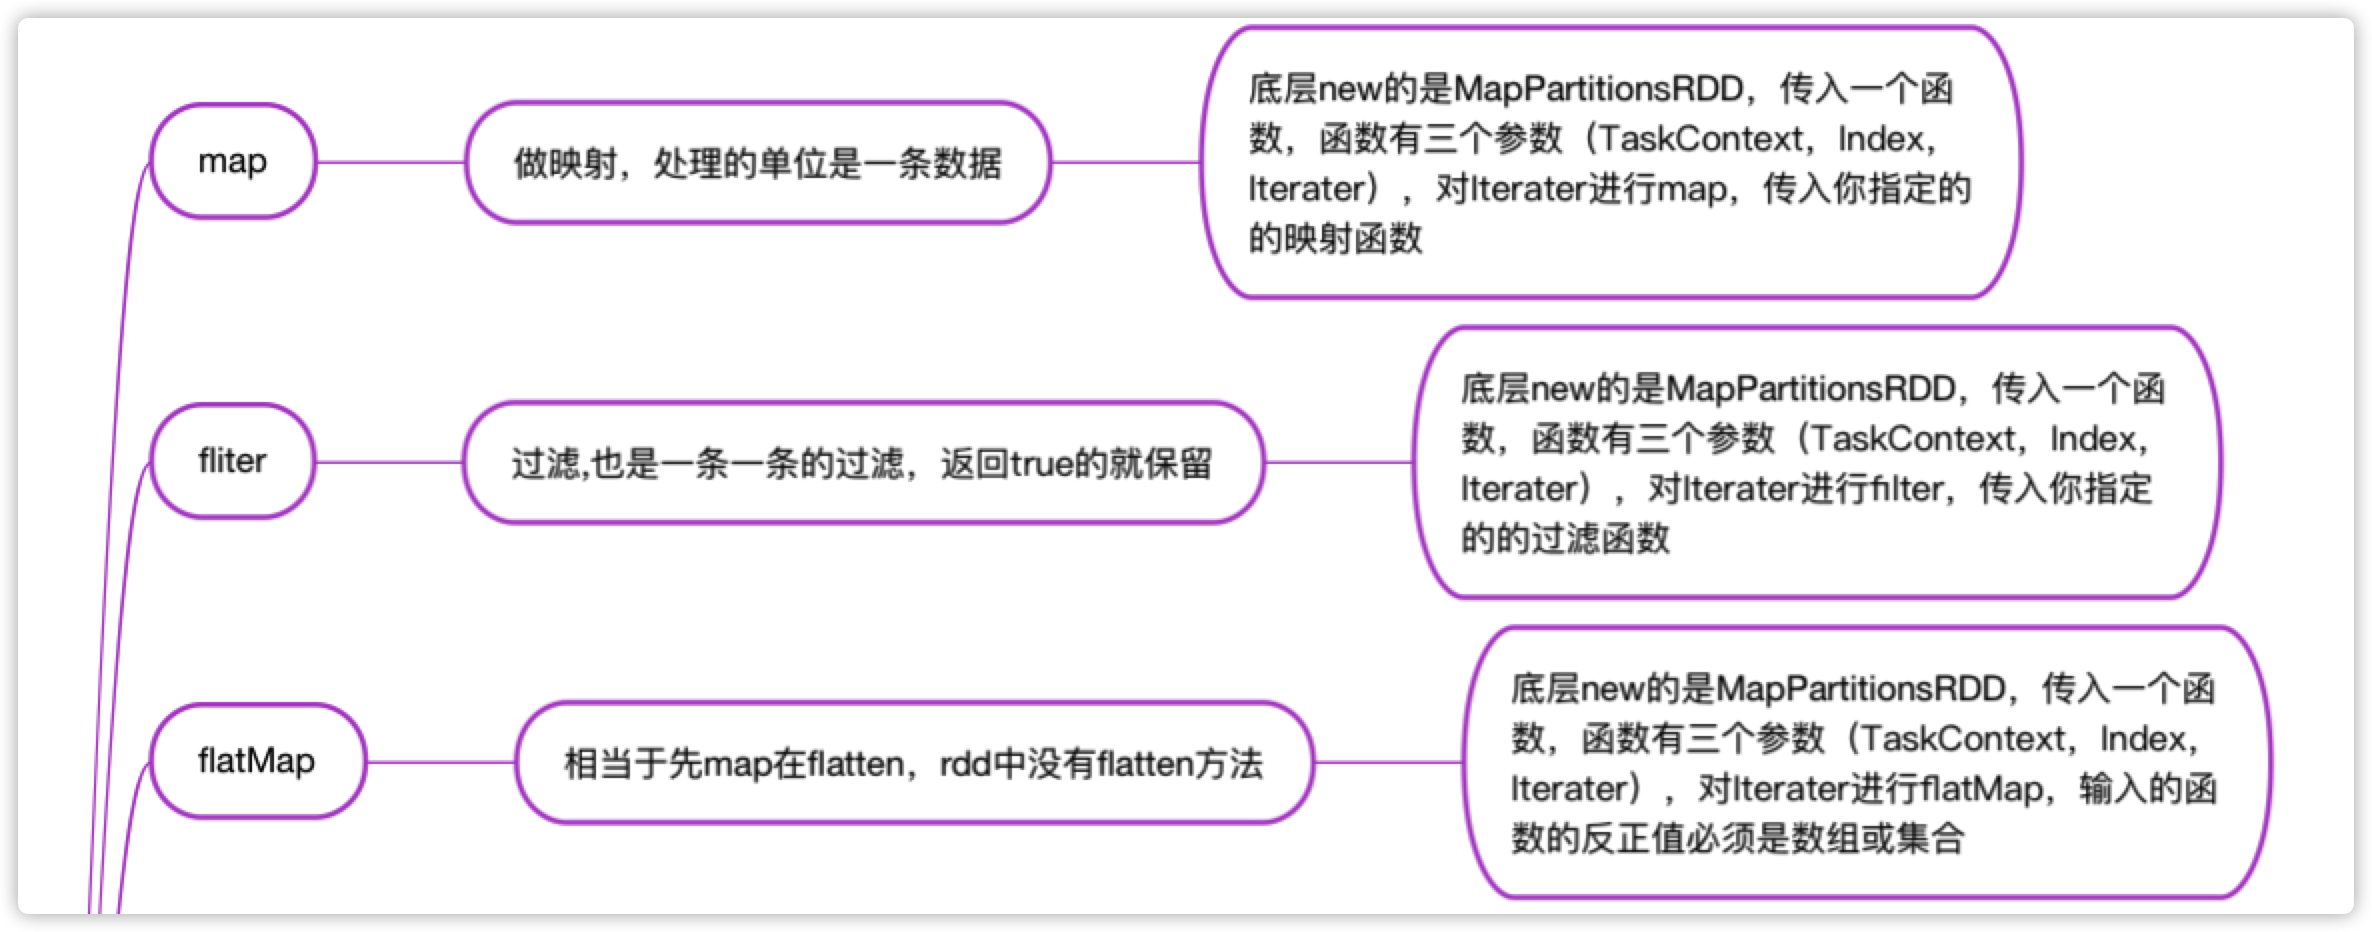 map
做映射，处理的单位是一条数据
底层new的是MapPartitionsRDD，传入一个函
数，函数有三个参数（TaskContext，Index，
Iterater），对Iterater进行map，传入你指定的
的映射函数
fliter
过滤,也是一条一条的过滤，返回true的就保留
底层new的是MapPartitionsRDD，传入一个函
数，函数有三个参数（TaskContext，Index，
Iterater），对Iterater进行filter，传入你指定
的的过滤函数
flatMap
相当于先map在flatten，rdd中没有flatten方法
底层new的是MapPartitionsRDD，传入一个函
数，函数有三个参数（TaskContext，Index，
Iterater），对Iterater进行flatMap，输入的函
数的反正值必须是数组或集合